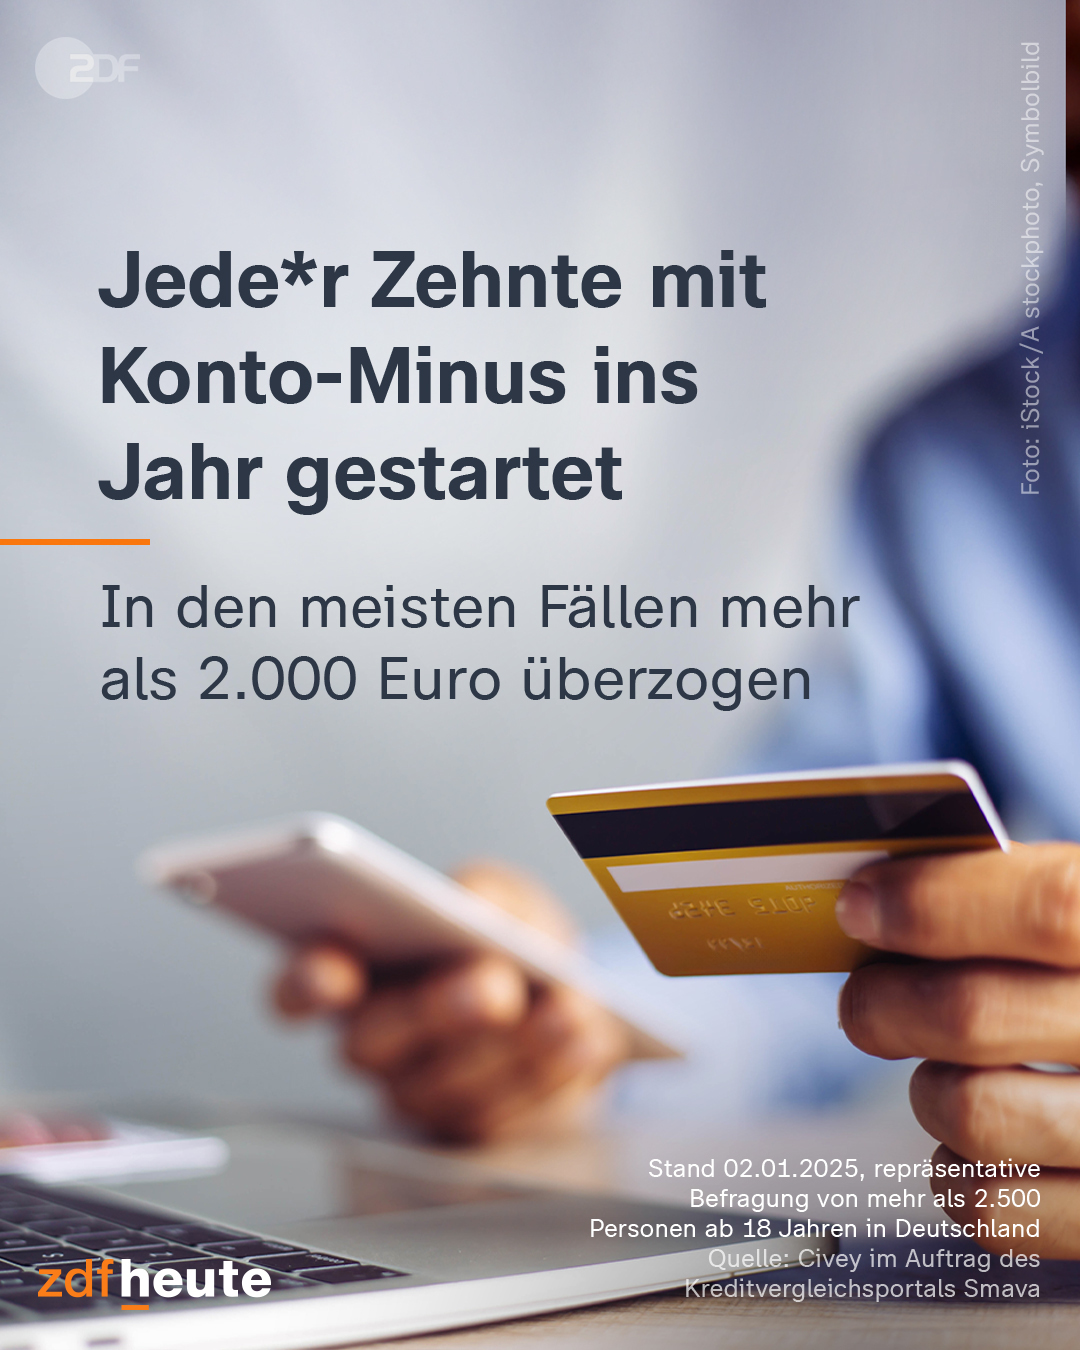 ZDF
Foto: iStock/A stockphoto, Symbolbild
Jede*r Zehnte mit
Konto-Minus ins
Jahr gestartet
In den meisten Fällen mehr
als 2.000 Euro überzogen
Stand 02.01.2025, repräsentative
Befragung von mehr als 2.500
Personen ab 18 Jahren in Deutschland
Quelle: Civey im Auftrag des
Kreditvergleichsportals Smava
zdfheute